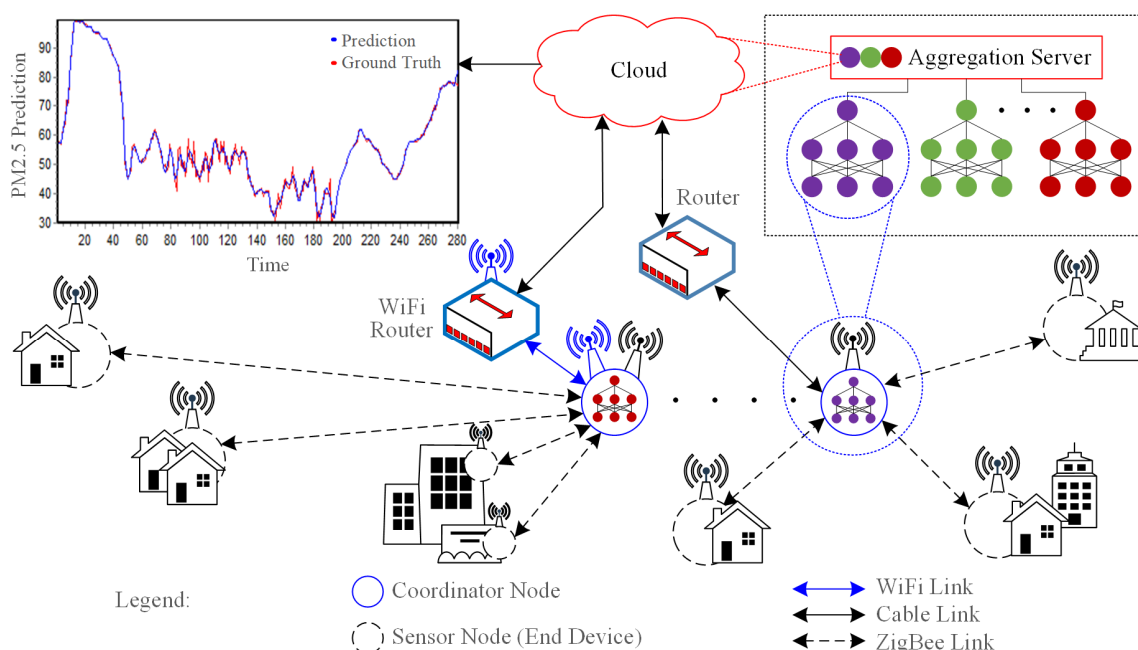 PM2.5 Prediction
90
80
70
60
50
40
30
20 40 60 80 100 120 140 160 180 200 220 240 260 280
Time
Prediction
Ground Truth
Cloud
Aggregation Server
Router
WiFi
Router
Legend:
Coordinator Node
Sensor Node (End Device)
WiFi Link
Cable Link
ZigBee Link